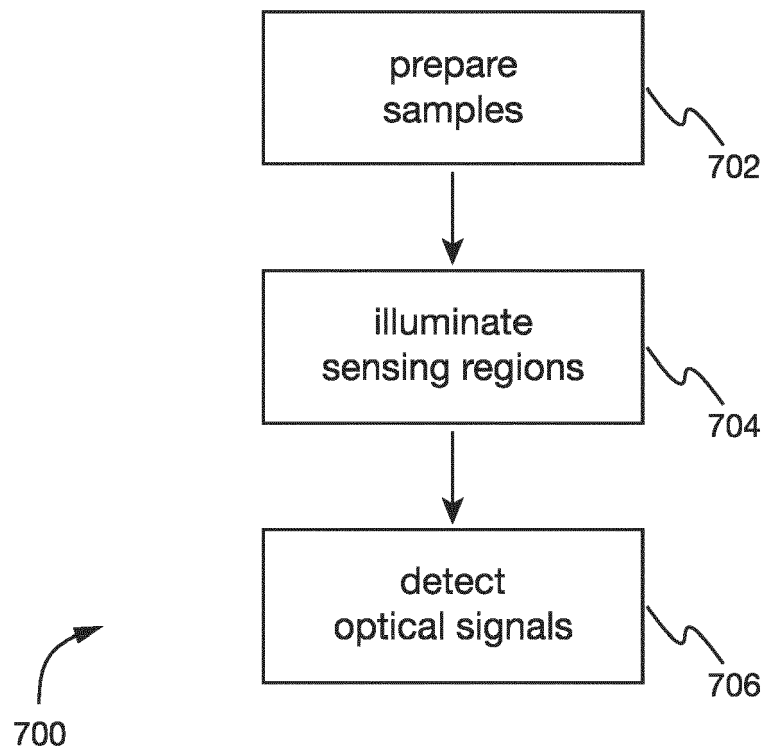 prepare
samples
702
illuminate
sensing regions
704
detect
optical signals
706
700